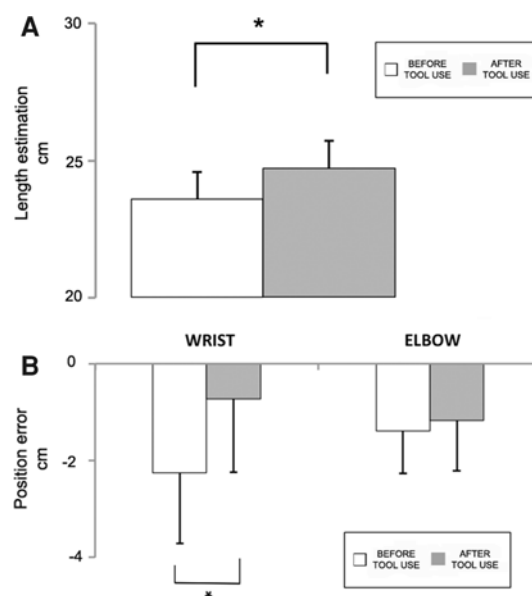 A
30
*
BEFORE TOOL USE
AFTER TOOL USE
Length estimation
cm
25
20
WRIST
ELBOW
B
0
Position error
cm
-2
-4
BEFORE TOOL USE
AFTER TOOL USE
*